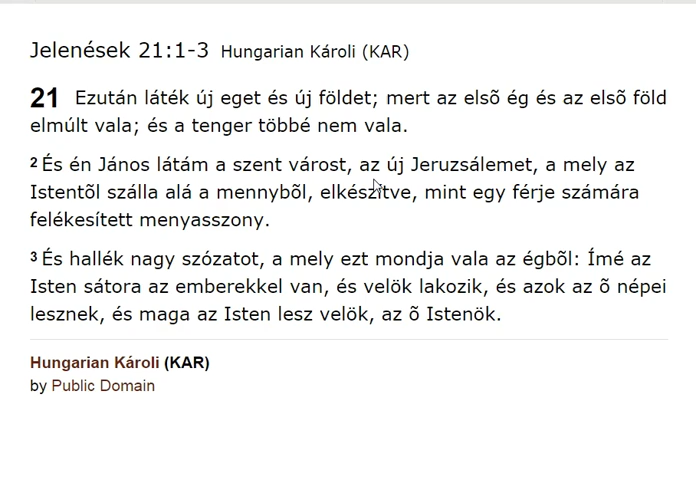 Jelenések 21:1-3 Hungarian Károli (KAR)
21 Ezután láték új eget és új földet; mert az elsõ ég és az elsõ föld
elmúlt vala; és a tenger többé nem vala.
2 És én János látám a szent várost, az új Jeruzsálemet, a mely az
Istentõl szálla alá a mennybõl, elkészítve, mint egy férje számára
felékesített menyasszony.
3 És hallék nagy szózatot, a mely ezt mondja vala az égbõl: Ímé az
Isten sátora az emberekkel van, és velök lakozik, és azok az õ népei
lesznek, és maga az Isten lesz velök, az õ Istenök.
Hungarian Károli (KAR)
by Public Domain